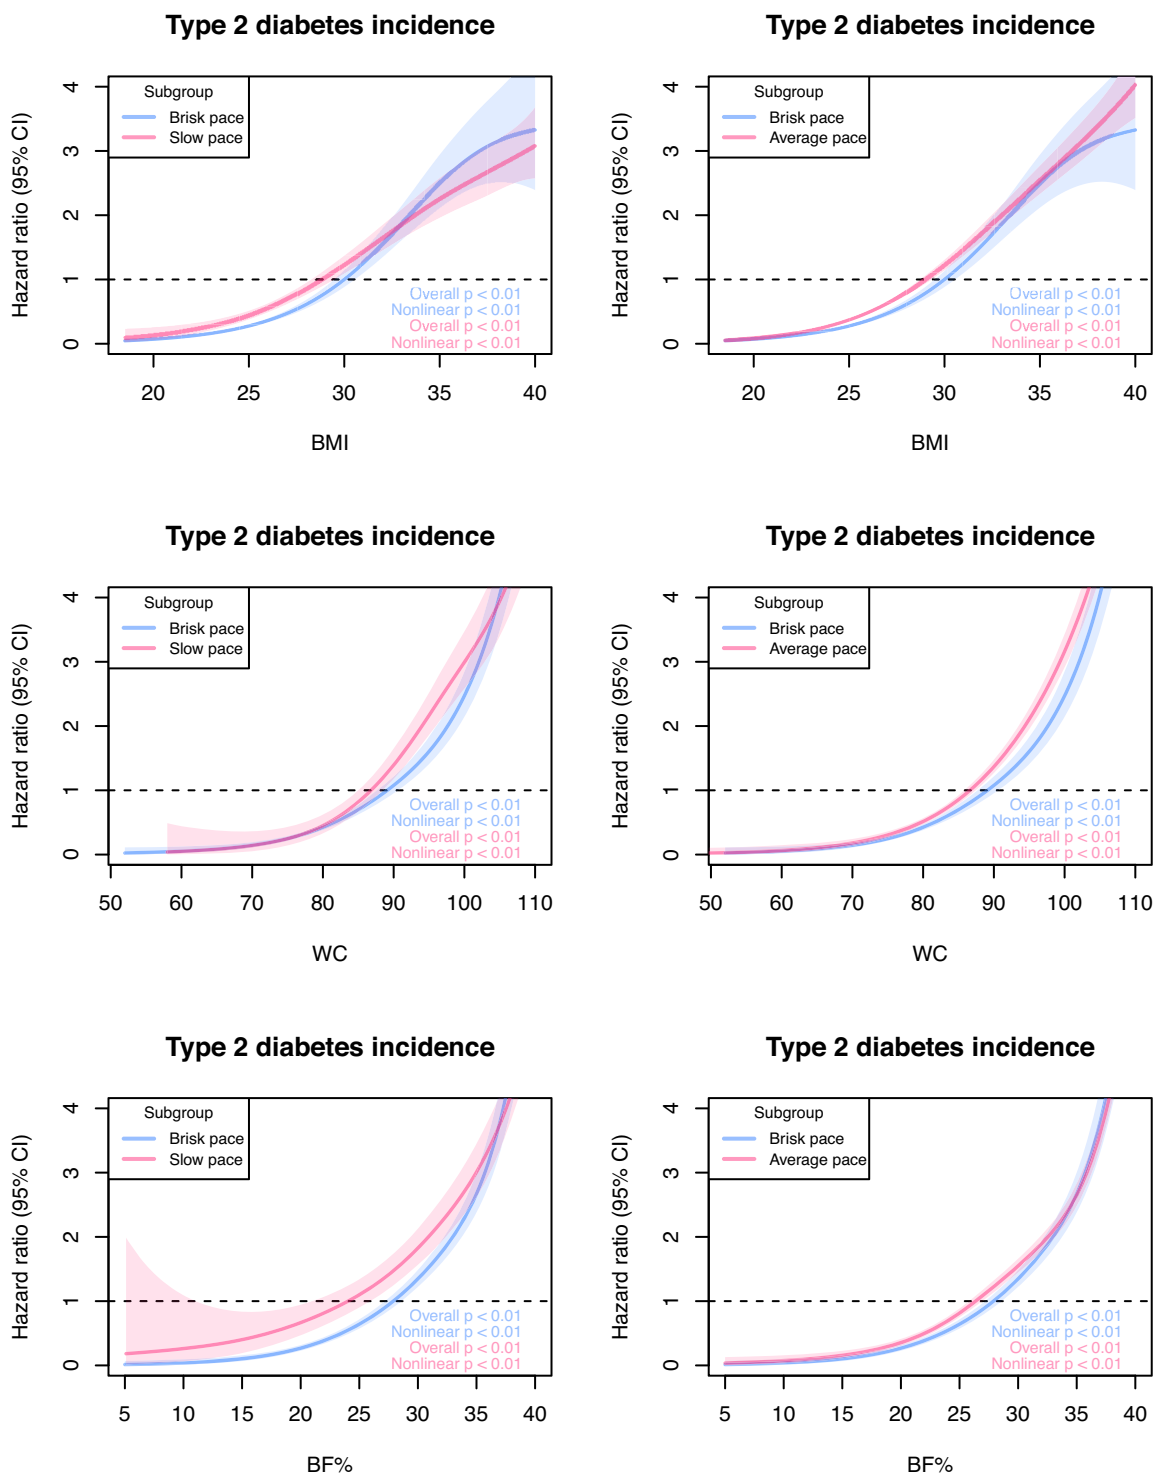 Type 2 diabetes incidence
Hazard ratio (95% CI)
4
3
2
1
0
Subgroup
Brisk pace
Slow pace
Overall p < 0.01
Nonlinear p < 0.01
Overall p < 0.01
Nonlinear p < 0.01
20 25 30 35 40
BMI
Type 2 diabetes incidence
Hazard ratio (95% CI)
4
3
2
1
0
Subgroup
Brisk pace
Average pace
Overall p < 0.01
Nonlinear p < 0.01
Overall p < 0.01
Nonlinear p < 0.01
20 25 30 35 40
BMI
Type 2 diabetes incidence
Hazard ratio (95% CI)
4
3
2
1
0
Subgroup
Brisk pace
Slow pace
Overall p < 0.01
Nonlinear p < 0.01
Overall p < 0.01
Nonlinear p < 0.01
50 60 70 80 90 100 110
WC
Type 2 diabetes incidence
Hazard ratio (95% CI)
4
3
2
1
0
Subgroup
Brisk pace
Average pace
Overall p < 0.01
Nonlinear p < 0.01
Overall p < 0.01
Nonlinear p < 0.01
50 60 70 80 90 100 110
WC
Type 2 diabetes incidence
Hazard ratio (95% CI)
4
3
2
1
0
Subgroup
Brisk pace
Slow pace
Overall p < 0.01
Nonlinear p < 0.01
Overall p < 0.01
Nonlinear p < 0.01
5 10 15 20 25 30 35 40
BF%
Type 2 diabetes incidence
Hazard ratio (95% CI)
4
3
2
1
0
Subgroup
Brisk pace
Average pace
Overall p < 0.01
Nonlinear p < 0.01
Overall p < 0.01
Nonlinear p < 0.01
5 10 15 20 25 30 35 40
BF%